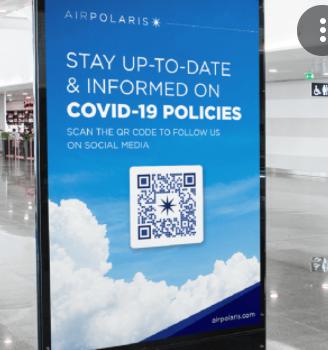 AIRPOLARIS
STAY UP-TO-DATE
& INFORMED ON
COVID-19 POLICIES
SCAN THE QR CODE TO FOLLOW US
ON SOCIAL MEDIA
airpolaris.com